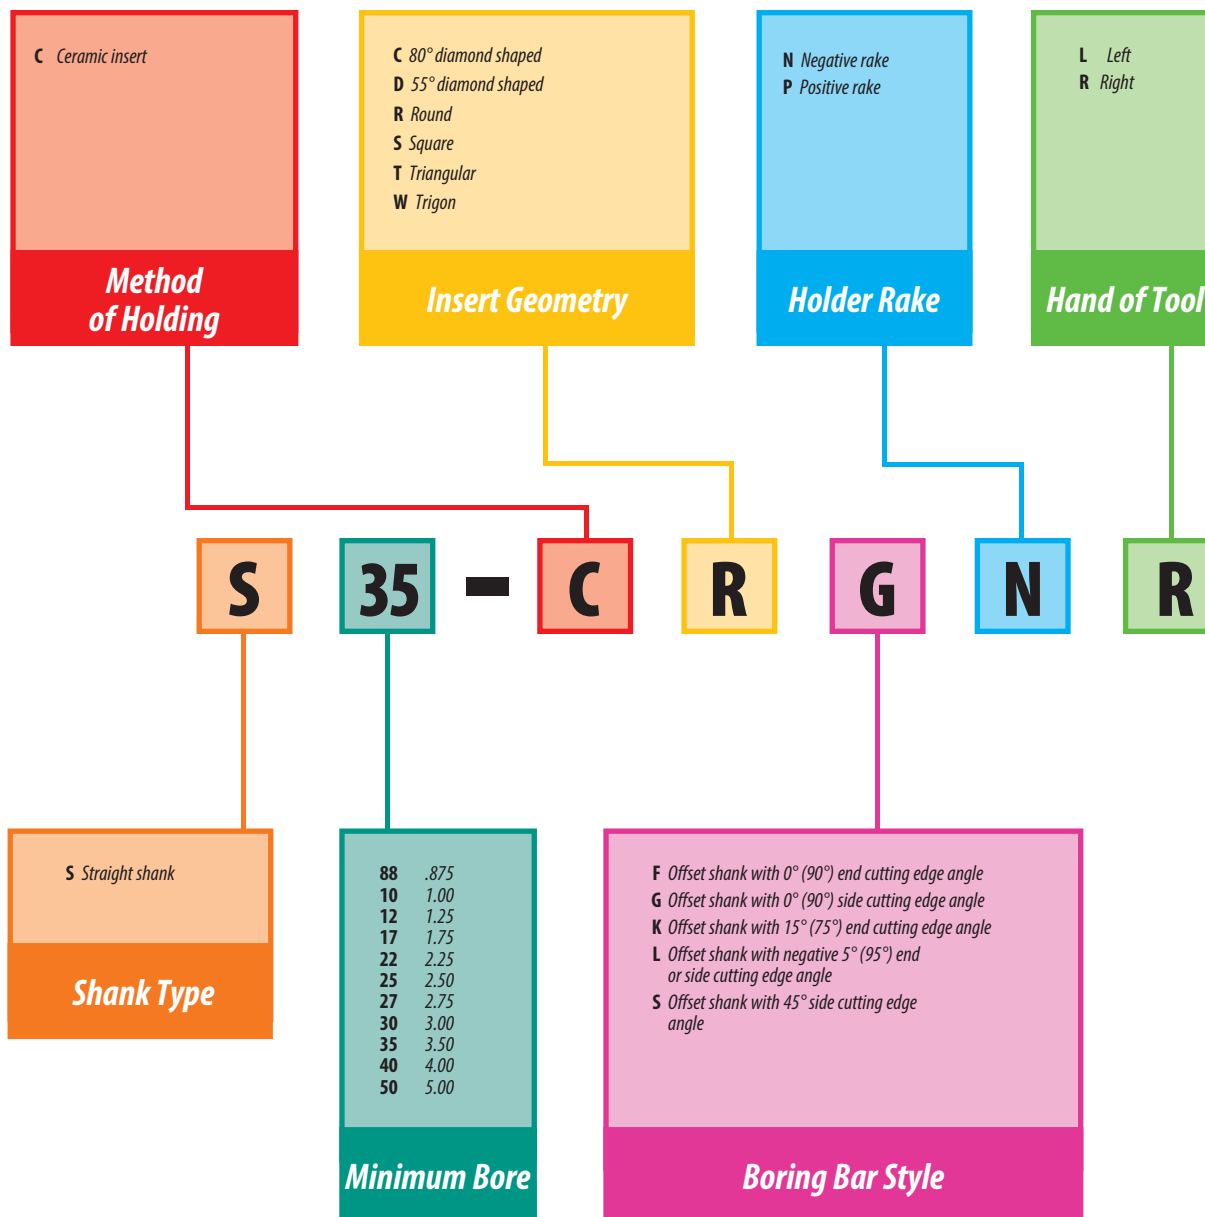 C Ceramic insert
Method
of Holding
C 80° diamond shaped
D 55° diamond shaped
R Round
S Square
T Triangular
W Trigon
Insert Geometry
N Negative rake
P Positive rake
Holder Rake
L Left
R Right
Hand of Tool
S 35 - C R G N R
S Straight shank
Shank Type
88 .875
10 1.00
12 1.25
17 1.75
22 2.25
25 2.50
27 2.75
30 3.00
35 3.50
40 4.00
50 5.00
Minimum Bore
F Offset shank with 0° (90°) end cutting edge angle
G Offset shank with 0° (90°) side cutting edge angle
K Offset shank with 15° (75°) end cutting edge angle
L Offset shank with negative 5° (95°) end
or side cutting edge angle
S Offset shank with 45° side cutting edge
angle
Boring Bar Style